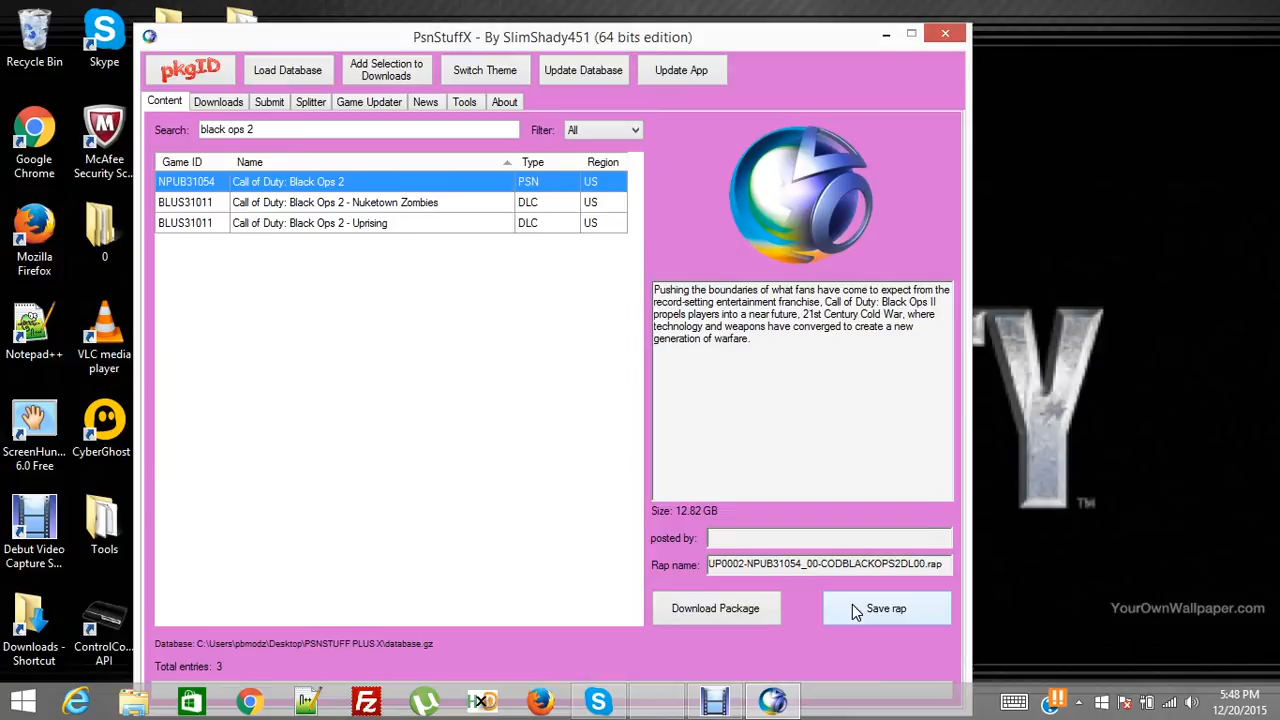 PsnStuffX - By SlimShady451 (64 bits edition)
Recycle Bin
Skype
Google Chrome
McAfee Security Sc...
Mozilla Firefox
0
Notepad++
VLC media player
ScreenHun... 6.0 Free
CyberGhost
Debut Video Capture S...
Tools
Downloads - Shortcut
ControlCo... API
pkgID
Load Database
Add Selection to
Downloads
Switch Theme
Update Database
Update App
Content Downloads Submit Splitter Game Updater News Tools About
Search: black ops 2 Filter: All
Game ID Name Type Region
NPUB31054 Call of Duty: Black Ops 2 PSN US
BLUS31011 Call of Duty: Black Ops 2 - Nuketown Zombies DLC US
BLUS31011 Call of Duty: Black Ops 2 - Uprising DLC US
Pushing the boundaries of what fans have come to expect from the
record-setting entertainment franchise, Call of Duty: Black Ops II
propels players into a near future, 21st Century Cold War, where
technology and weapons have converged to create a new
generation of warfare.
Size: 12.82 GB
posted by:
Rap name: UP0002-NPUB31054_00-CODBLACKOPS2DL00.rap
Download Package Save rap
Database: C:\Users\pbmodz\Desktop\PSNSTUFF PLUS X\database.gz
Total entries: 3
TY
TM
YourOwnWallpaper.com
5:48 PM
12/20/2015